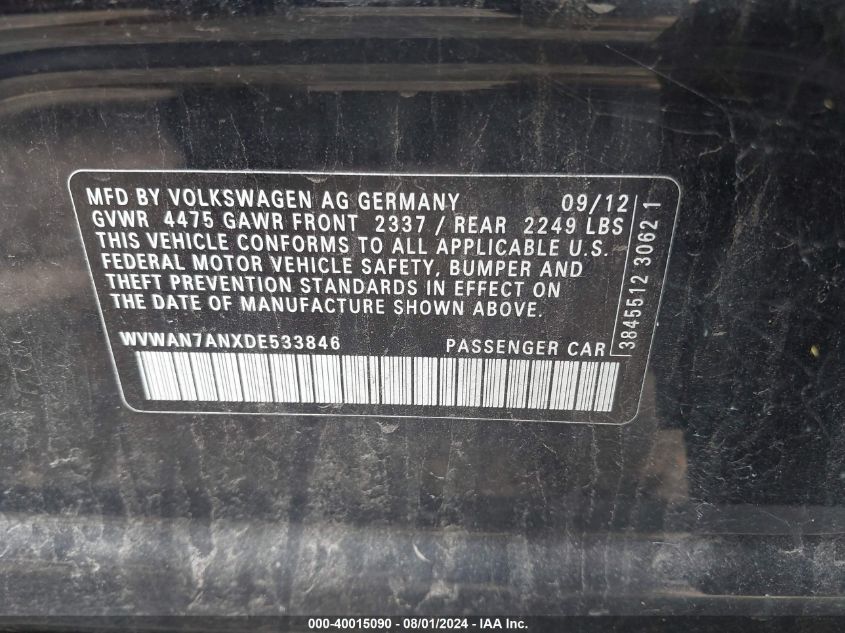 MFD BY VOLKSWAGEN AG GERMANY 09/12
GVWR 4475 GAWR FRONT 2337 / REAR 2249 LBS
THIS VEHICLE CONFORMS TO ALL APPLICABLE U.S.
FEDERAL MOTOR VEHICLE SAFETY, BUMPER AND
THEFT PREVENTION STANDARDS IN EFFECT ON
THE DATE OF MANUFACTURE SHOWN ABOVE.
WVWAN7ANXDE533846 PASSENGER CAR
3845512 30621
000-40015090 - 08/01/2024 - IAA Inc.